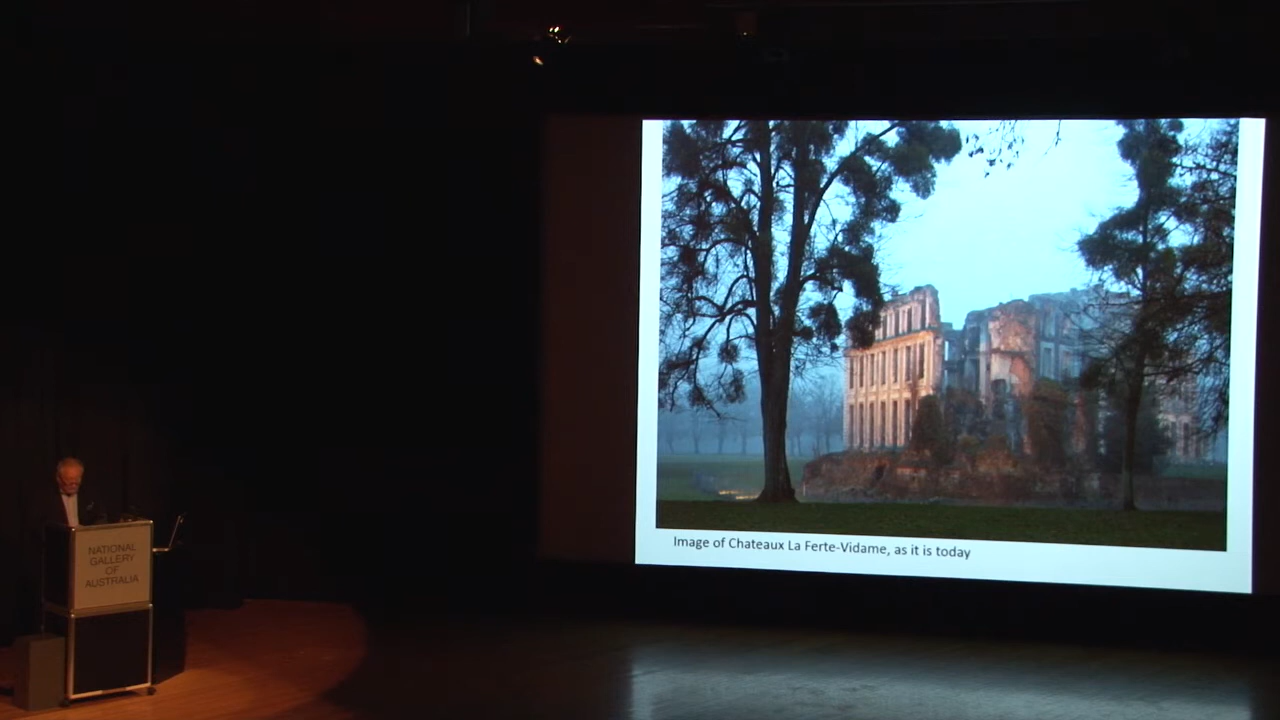 NATIONAL
GALLERY
OF
AUSTRALIA
Image of Chateaux La Ferte-Vidame, as it is today